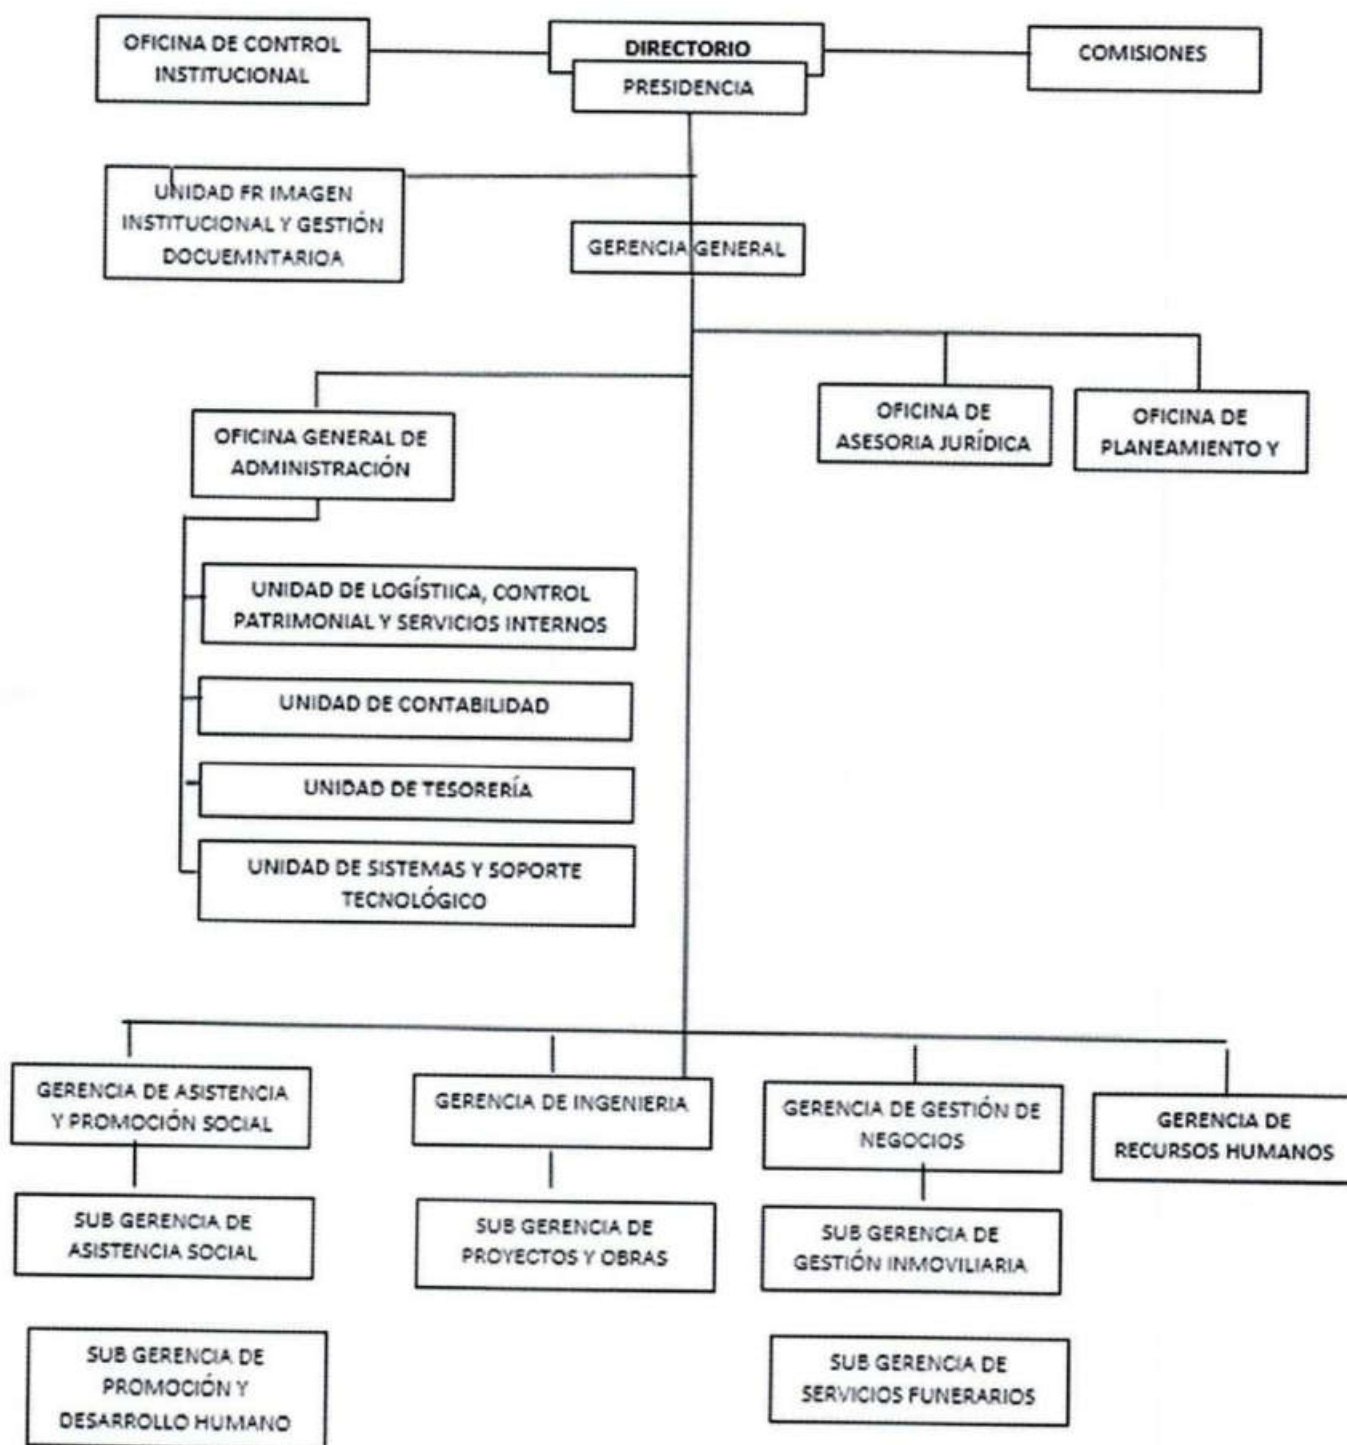 OFICINA DE CONTROL
INSTITUCIONAL
DIRECTORIO
PRESIDENCIA
COMISIONES
UNIDAD FR IMAGEN
INSTITUCIONAL Y GESTIÓN
DOCUEMNTARIOA
GERENCIA GENERAL
OFICINA GENERAL DE
ADMINISTRACIÓN
OFICINA DE
ASESORIA JURÍDICA
OFICINA DE
PLANEAMIENTO Y
UNIDAD DE LOGÍSTIICA, CONTROL
PATRIMONIAL Y SERVICIOS INTERNOS
UNIDAD DE CONTABILIDAD
UNIDAD DE TESORERÍA
UNIDAD DE SISTEMAS Y SOPORTE
TECNOLÓGICO
GERENCIA DE ASISTENCIA
Y PROMOCIÓN SOCIAL
GERENCIA DE INGENIERIA
GERENCIA DE GESTIÓN DE
NEGOCIOS
GERENCIA DE
RECURSOS HUMANOS
SUB GERENCIA DE
ASISTENCIA SOCIAL
SUB GERENCIA DE
PROYECTOS Y OBRAS
SUB GERENCIA DE
GESTIÓN INMOVILIARIA
SUB GERENCIA DE
PROMOCIÓN Y
DESARROLLO HUMANO
SUB GERENCIA DE
SERVICIOS FUNERARIOS